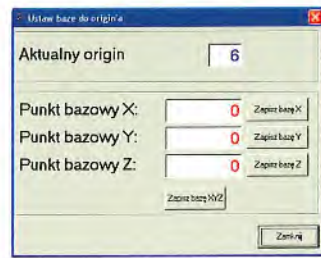 Ustaw bazę do origin'a
Aktualny origin 6
Punkt bazowy X: 0 Zapisz bazę X
Punkt bazowy Y: 0 Zapisz bazę Y
Punkt bazowy Z: 0 Zapisz bazę Z
Zapisz bazę XYZ
Zamknij